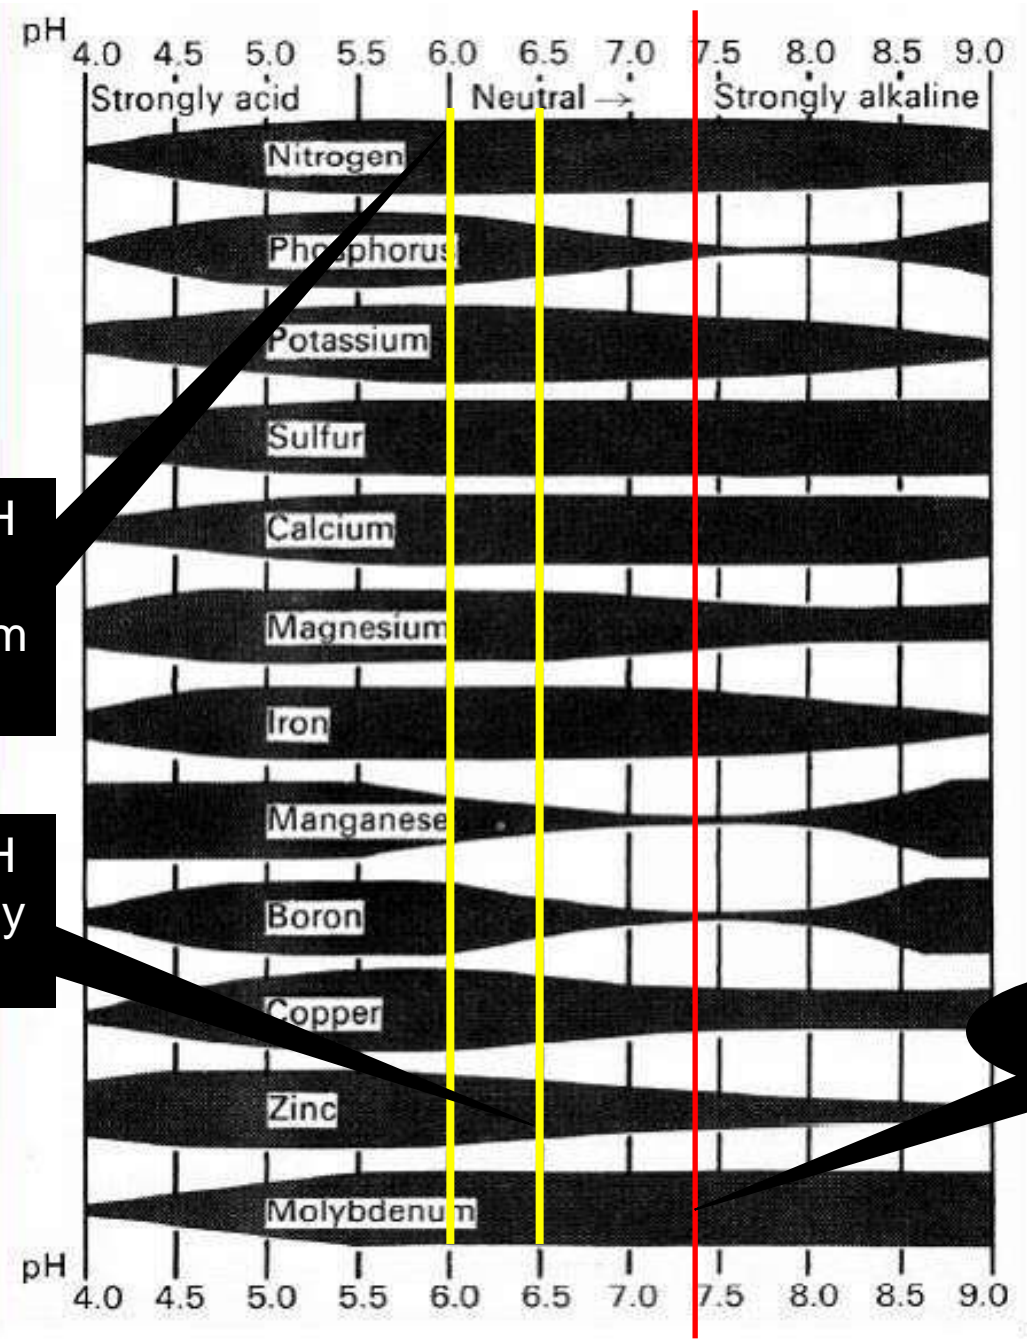 pH
4.0 4.5 5.0 5.5 6.0 6.5 7.0 7.5 8.0 8.5 9.0
Strongly acid Neutral → Strongly alkaline
Nitrogen
Phosphorus
Potassium
Sulfur
H
Calcium
Magnesium
m
Iron
Manganese
H
y
Boron
Copper
Zinc
Molybdenum
pH
4.0 4.5 5.0 5.5 6.0 6.5 7.0 7.5 8.0 8.5 9.0